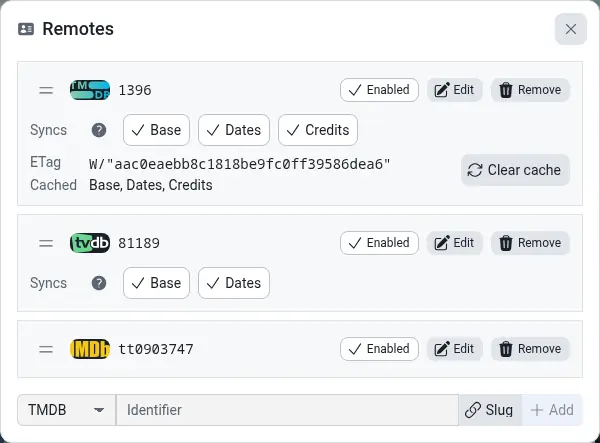 Remotes
TMDB 1396 Enabled Edit Remove
Syncs ? Base Dates Credits
ETag W/"aac0eaebb8c1818be9fc0ff39586dea6" Clear cache
Cached Base, Dates, Credits
tvdb 81189 Enabled Edit Remove
Syncs ? Base Dates
IMDb tt0903747 Enabled Edit Remove
TMDB Identifier Slug + Add